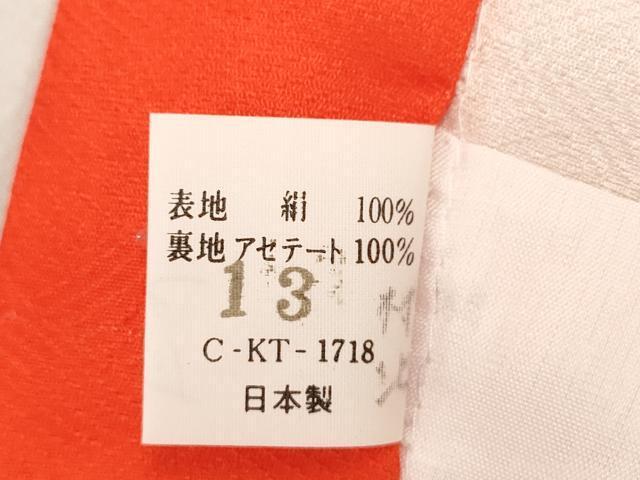 表地 絹 100%
裏地 アセテート 100%
13
C-KT-1718
日本製